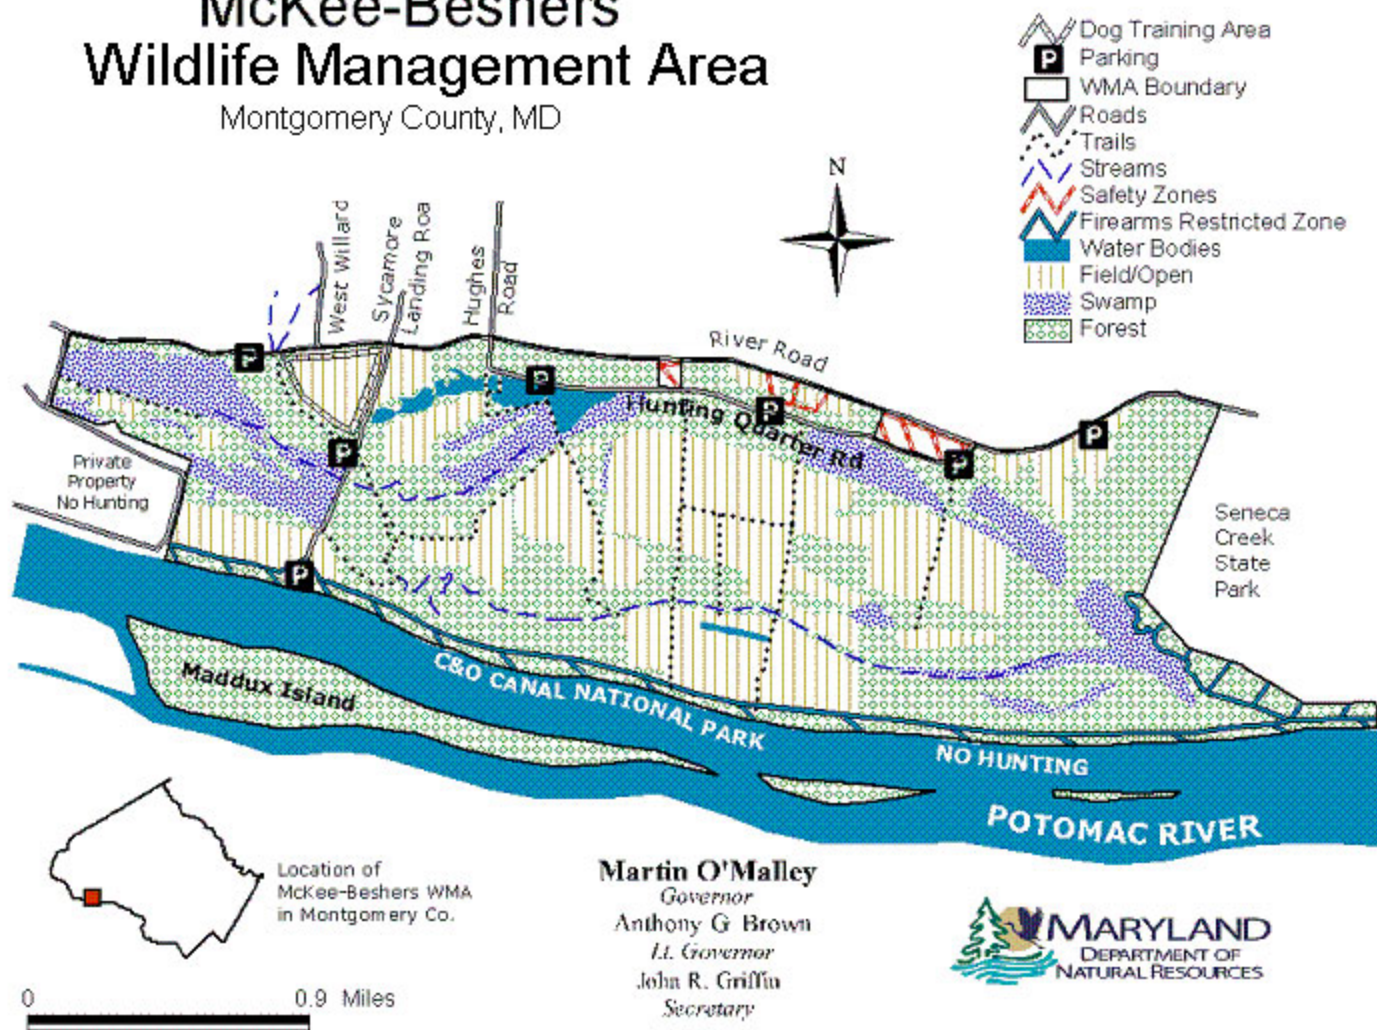 McKee-Beshers
Wildlife Management Area
Montgomery County, MD
Dog Training Area
Parking
WMA Boundary
Roads
Trails
Streams
Safety Zones
Firearms Restricted Zone
Water Bodies
Field/Open
Swamp
Forest
N
West Willard
Sycamore
Landing Roa
Hughes
Road
River Road
P
P
P
Hunting Quarter Rd
P
P
P
P
Private
Property
No Hunting
Seneca
Creek
State
Park
Maddux Island
C&O CANAL NATIONAL PARK
NO HUNTING
POTOMAC RIVER
Location of
McKee-Beshers WMA
in Montgomery Co.
Martin O'Malley
Governor
Anthony G Brown
Lt. Governor
John R. Griffin
Secretary
MARYLAND
DEPARTMENT OF
NATURAL RESOURCES
0 0.9 Miles